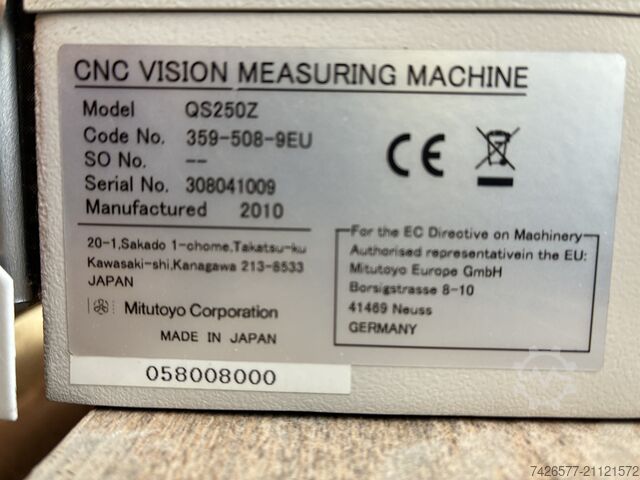 CNC VISION MEASURING MACHINE
Model QS250Z
Code No. 359-508-9EU
SO No. --
Serial No. 308041009
Manufactured 2010
CE
20-1,Sakado 1-chome,Takatsu-ku
Kawasaki-shi,Kanagawa 213-8533
JAPAN
Mitutoyo Corporation
MADE IN JAPAN
For the EC Directive on Machinery
Authorised representativein the EU:
Mitutoyo Europe GmbH
Borsigstrasse 8-10
41469 Neuss
GERMANY
058008000
7426577-21121572